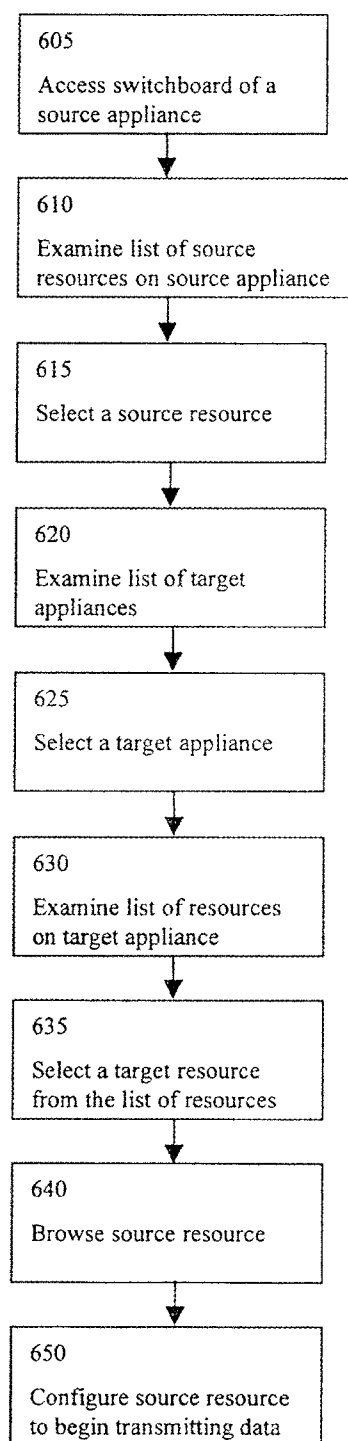 605
Access switchboard of a
source appliance
610
Examine list of source
resources on source appliance
615
Select a source resource
620
Examine list of target
appliances
625
Select a target appliance
630
Examine list of resources
on target appliance
635
Select a target resource
from the list of resources
640
Browse source resource
650
Configure source resource
to begin transmitting data